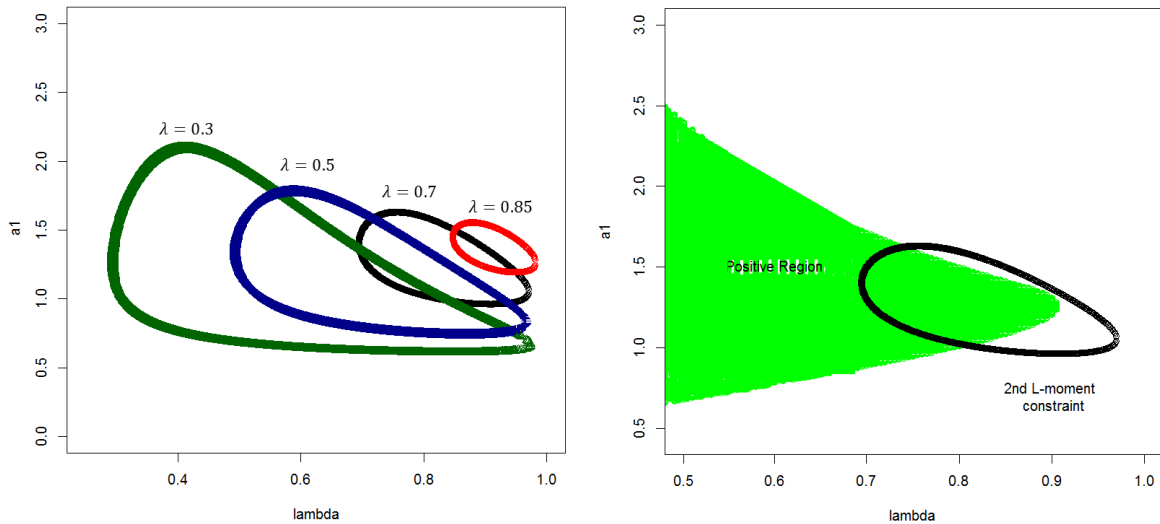 3.0
2.5
2.0
1.5
1.0
0.5
0.0
a1
λ = 0.3
λ = 0.5
λ = 0.7
λ = 0.85
0.4
0.6
0.8
1.0
lambda
3.0
2.5
2.0
1.5
1.0
0.5
a1
Positive Region
2nd L-moment
constraint
0.5
0.6
0.7
0.8
0.9
1.0
lambda